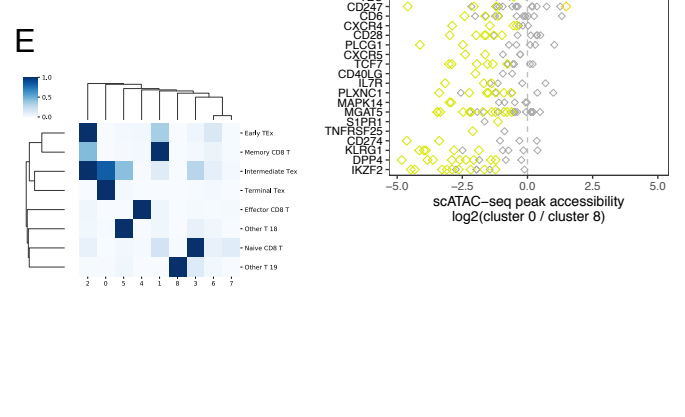 CD247
CD6
CXCR4
CD28
PLCG1
CXCR5
TCF7
CD40LG
IL7R
PLXNC1
MAPK14
MGAT5
S1PR1
TNFRSF25
CD274
KLRG1
DPP4
IKZF2
−5.0 −2.5 0.0 2.5 5.0
scATAC−seq peak accessibility
log2(cluster 0 / cluster 8)
E
1.0
0.5
0.0
Early TEx
Memory CD8 T
Intermediate Tex
Terminal Tex
Effector CD8 T
Other T 18
Naive CD8 T
Other T 19
2 0 5 4 1 8 3 6 7